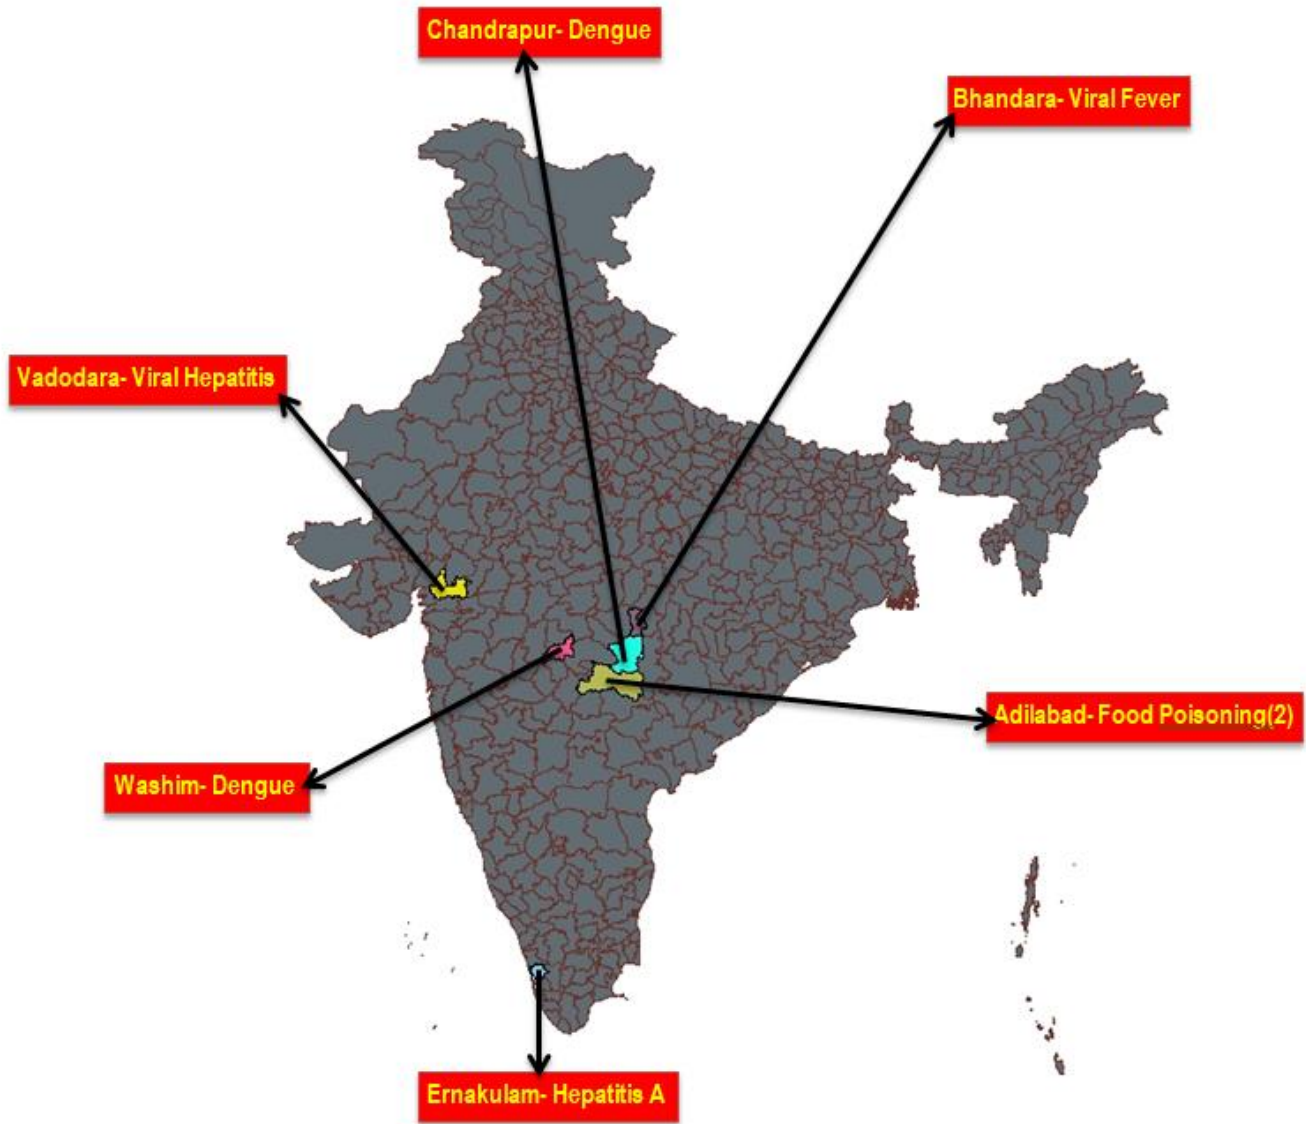 Chandrapur- Dengue
Bhandara- Viral Fever
Vadodara- Viral Hepatitis
Adilabad- Food Poisoning(2)
Washim- Dengue
Ernakulam- Hepatitis A